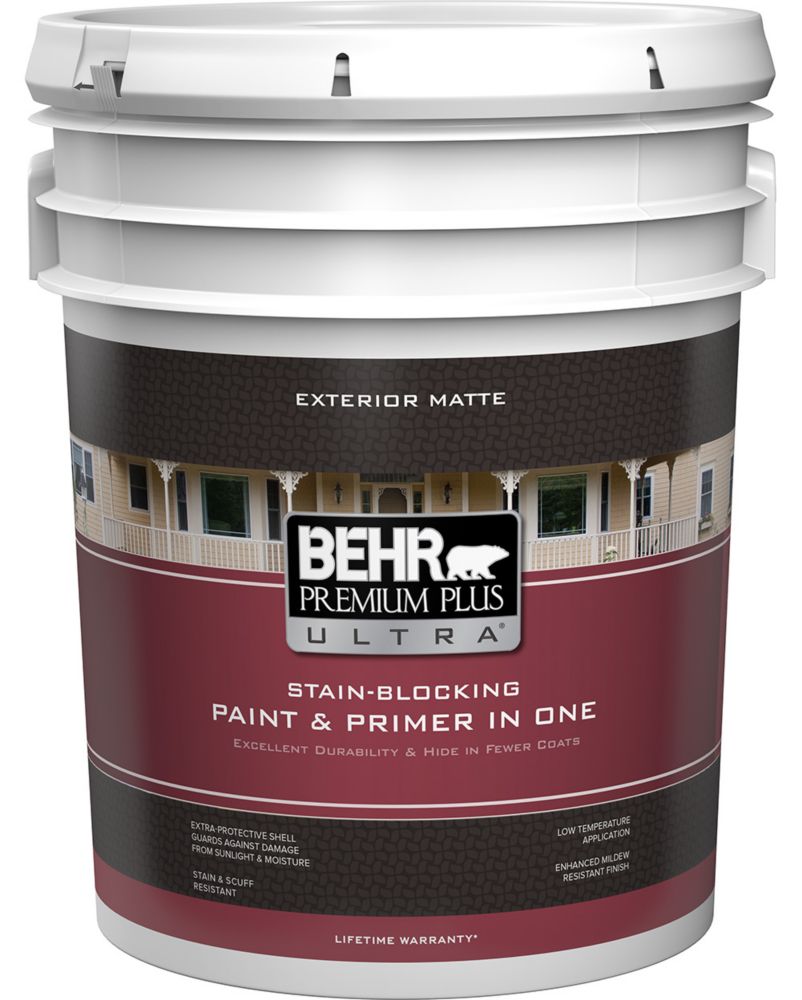 EXTERIOR MATTE
BEHR
PREMIUM PLUS
ULTRA®
STAIN-BLOCKING
PAINT & PRIMER IN ONE
EXCELLENT DURABILITY & HIDE IN FEWER COATS
EXTRA-PROTECTIVE SHELL
GUARDS AGAINST DAMAGE
FROM SUNLIGHT & MOISTURE
STAIN & SCUFF
RESISTANT
LOW TEMPERATURE
APPLICATION
ENHANCED MILDEW
RESISTANT FINISH
LIFETIME WARRANTY*